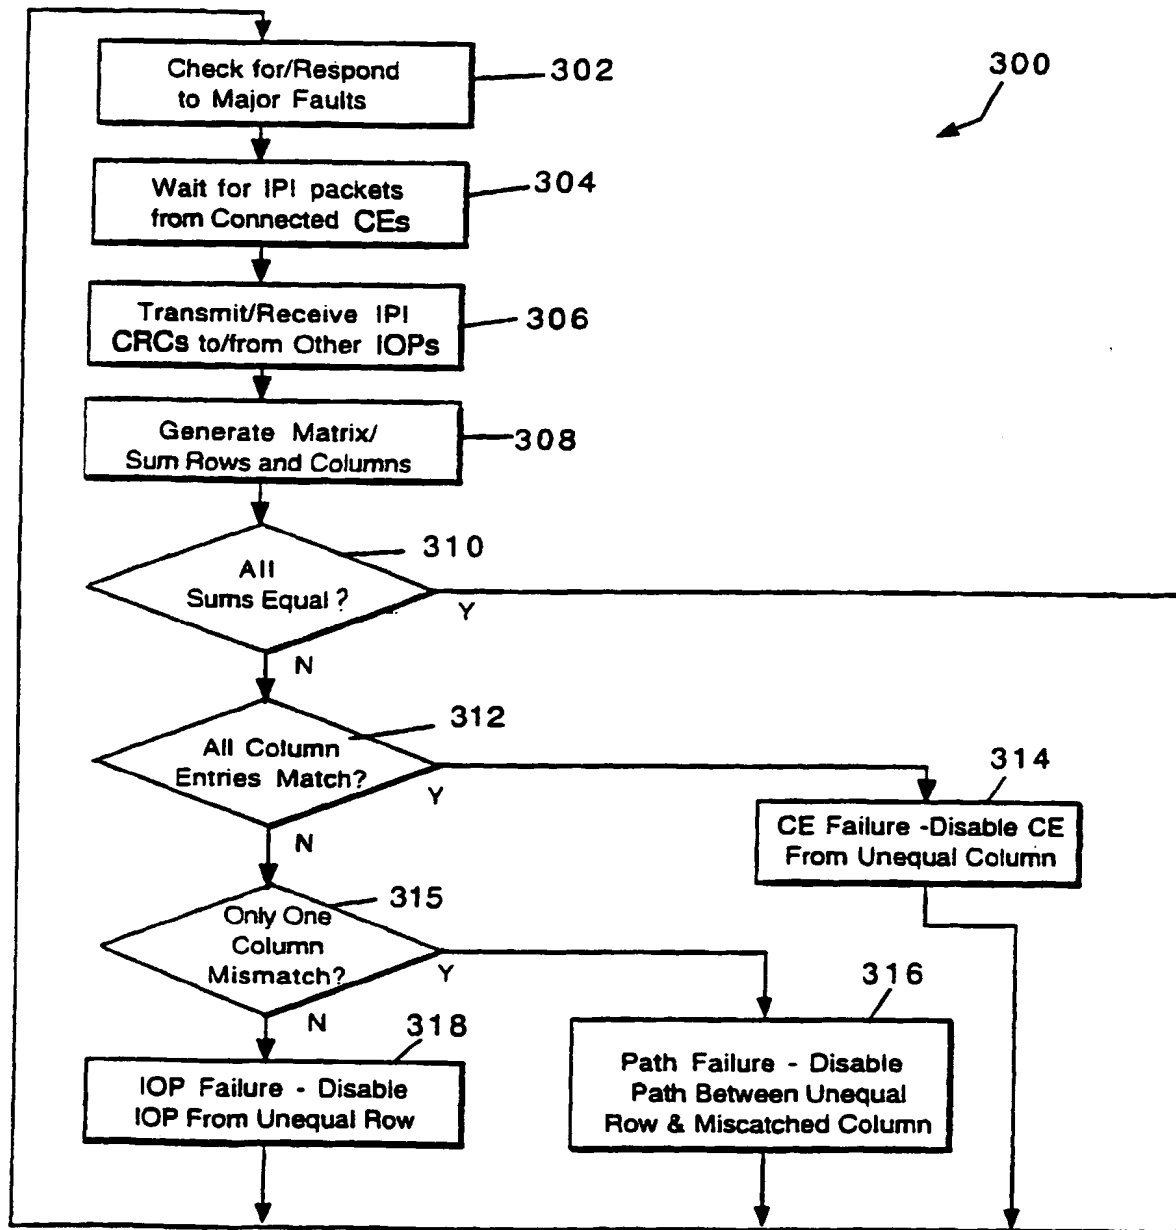 300
Check for/Respond
to Major Faults
302
Wait for IPI packets
from Connected CEs
304
Transmit/Receive IPI
CRCs to/from Other IOPs
306
Generate Matrix/
Sum Rows and Columns
308
All
Sums Equal?
310
Y
N
All Column
Entries Match?
312
Y
N
CE Failure -Disable CE
From Unequal Column
314
Only One
Column
Mismatch?
315
Y
N
Path Failure - Disable
Path Between Unequal
Row & Miscatched Column
316
IOP Failure - Disable
IOP From Unequal Row
318